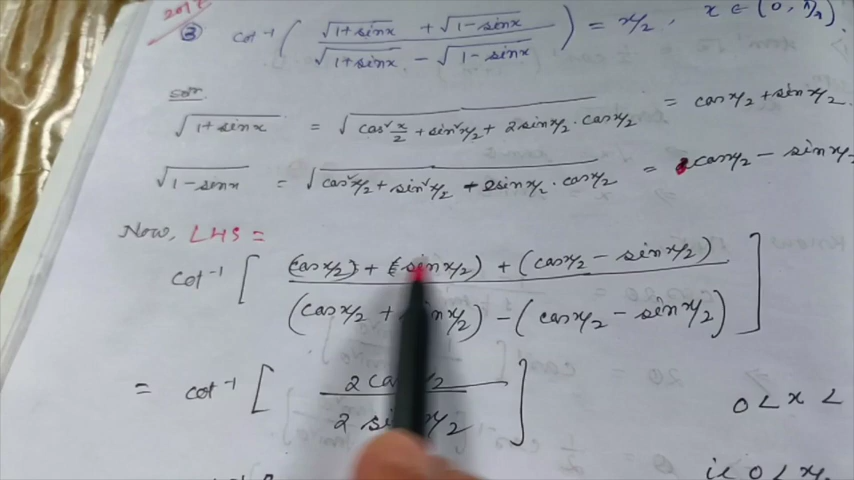 ③ cot⁻¹ ( (√(1+sinx) + √(1−sinx)) / (√(1+sinx) − √(1−sinx)) ) = x/2 , x ∈ (0, π/4)
soln
√(1+sinx) = √(cos²x/2 + sin²x/2 + 2sinx/2 · cosx/2) = cosx/2 + sinx/2
√(1−sinx) = √(cos²x/2 + sin²x/2 − 2sinx/2 · cosx/2) = cosx/2 − sinx/2
Now, LHS =
cot⁻¹ [ ((cosx/2) + (sinx/2) + (cosx/2 − sinx/2)) / ((cosx/2 + sinx/2) − (cosx/2 − sinx/2)) ]
= cot⁻¹ [ 2 cosx/2 / 2 sinx/2 ] 0 < x <
ie 0 < x/